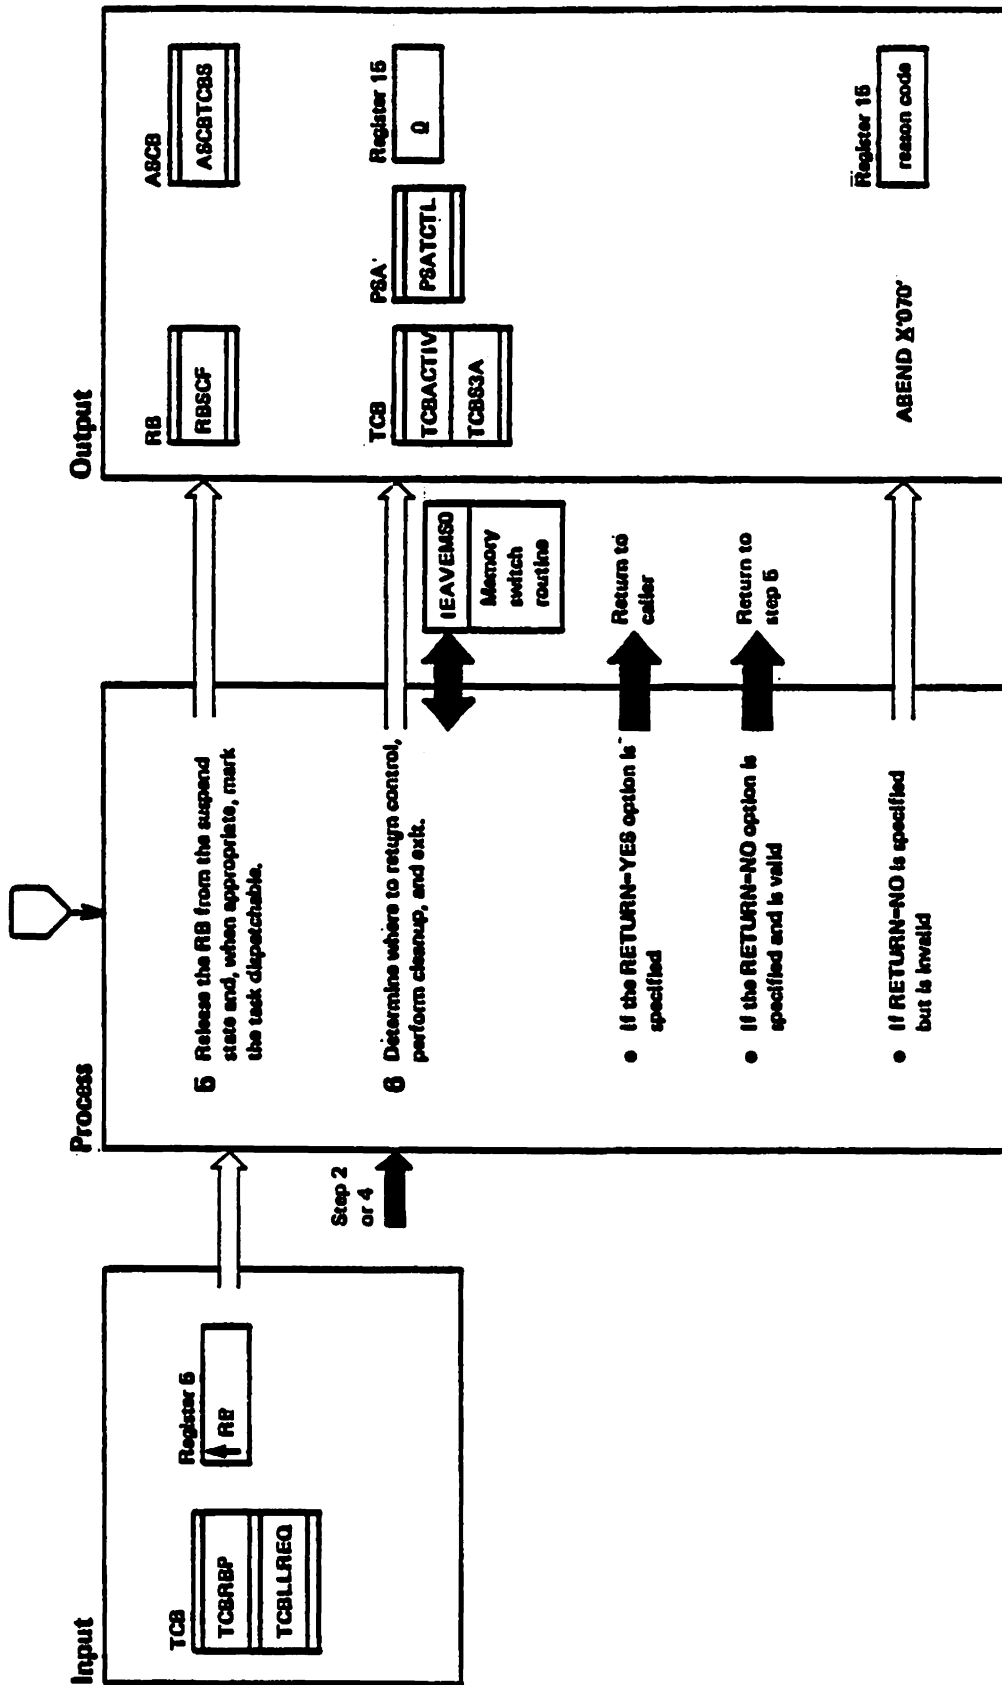 Input
TCB
TCBRBP
TCBLLREQ
Register 5
RB
Process
5 Release the RB from the suspend
state and, when appropriate, mark
the task dispatchable.
Step 2
or 4
6 Determine where to return control,
perform cleanup, and exit.
IEAVEMS0
Memory
switch
routine
• If the RETURN=YES option is
specified
Return to
caller
• If the RETURN=NO option is
specified and is valid
Return to
step 5
• If RETURN=NO is specified
but is invalid
Output
RB
RBSCF
ASCB
ASCBTCBS
TCB
TCBACTIV
TCBS3A
PSA
PSATCTL
Register 15
0
ABEND X'070'
Register 15
reason code